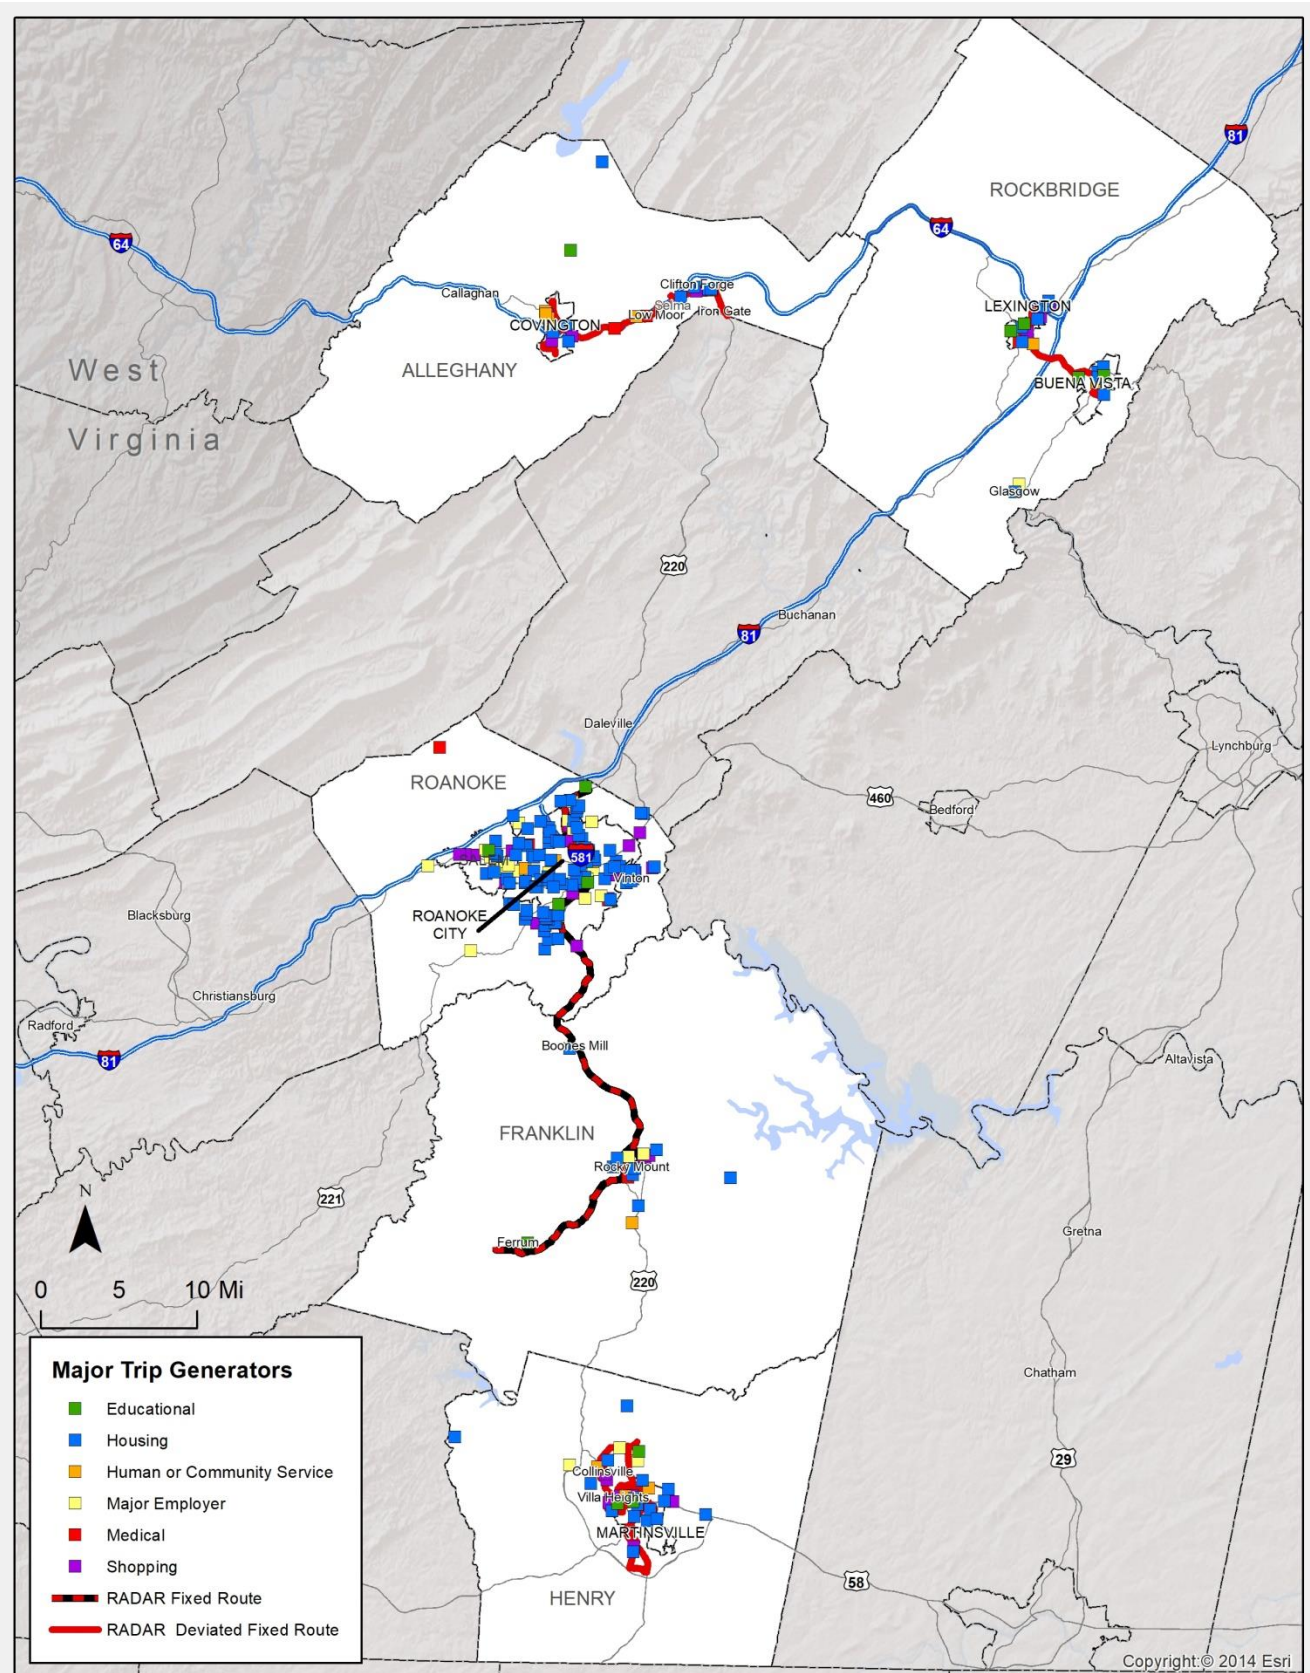 81
ROCKBRIDGE
64
64
Callaghan
Clifton Forge
Selma
Low Moor
Iron Gate
COVINGTON
LEXINGTON
ALLEGHANY
BUENA VISTA
West
Virginia
Glasgow
220
Buchanan
81
Daleville
Lynchburg
ROANOKE
460
Bedford
581
SALEM
Vinton
ROANOKE
CITY
Blacksburg
Christiansburg
Radford
81
Boones Mill
Altavista
FRANKLIN
Rocky Mount
N
221
Ferrum
Gretna
220
0 5 10 Mi
Chatham
29
Collinsville
Villa Heights
MARTINSVILLE
58
HENRY
Major Trip Generators
Educational
Housing
Human or Community Service
Major Employer
Medical
Shopping
RADAR Fixed Route
RADAR Deviated Fixed Route
Copyright:© 2014 Esri